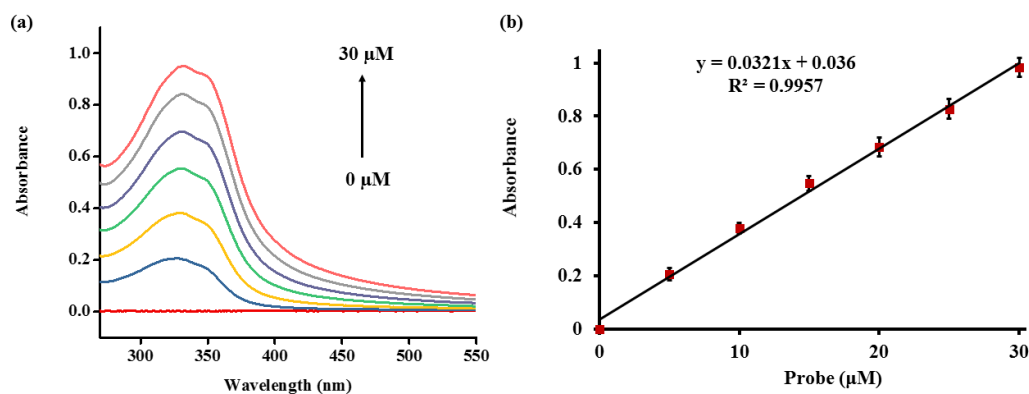 (a)
Absorbance
1.0
0.8
0.6
0.4
0.2
0.0
30 μM
0 μM
300 350 400 450 500 550
Wavelength (nm)
(b)
Absorbance
1
0.8
0.6
0.4
0.2
0
y = 0.0321x + 0.036
R² = 0.9957
0 10 20 30
Probe (μM)